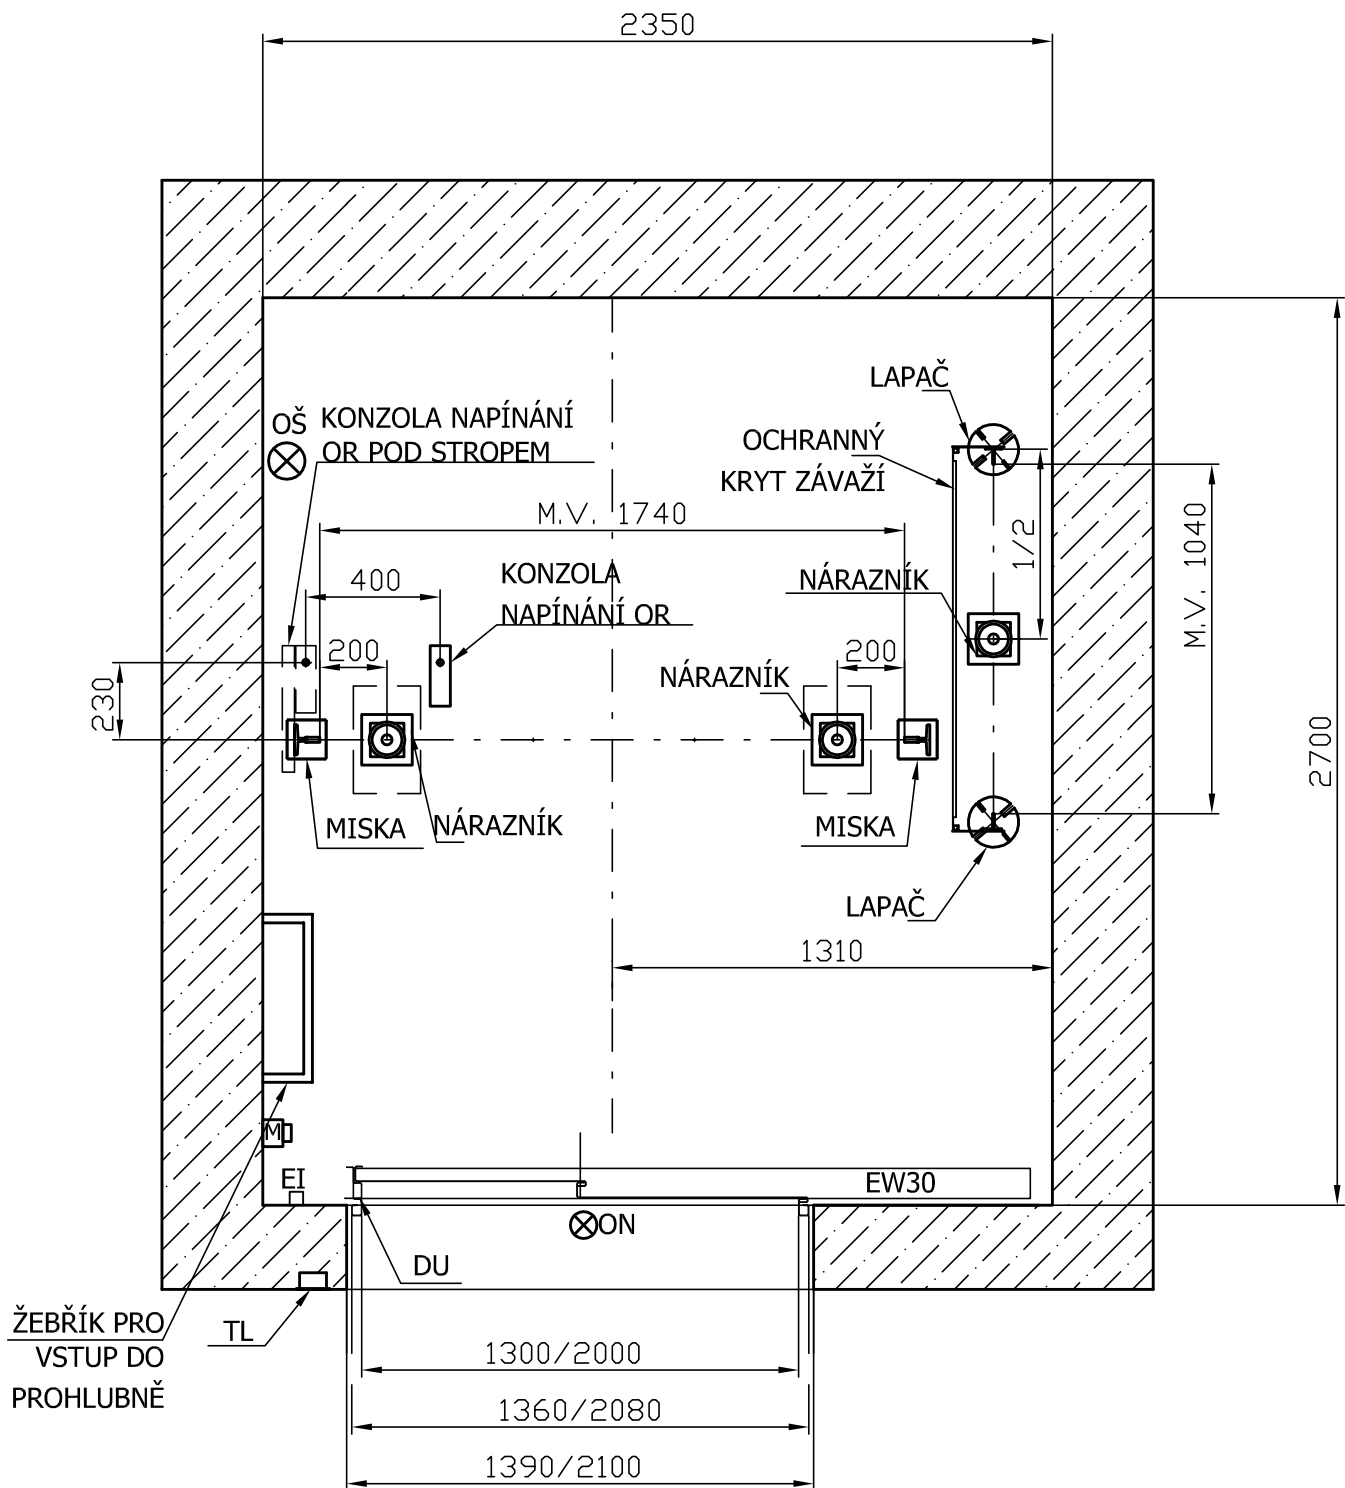 2350
LAPAČ
OŠ
KONZOLA NAPÍNÁNÍ
OR POD STROPEM
OCHRANNÝ
KRYT ZÁVAŽÍ
M.V. 1740
M.V. 1040
1/2
400
KONZOLA
NAPÍNÁNÍ OR
NÁRAZNÍK
200
200
NÁRAZNÍK
230
2700
MISKA
NÁRAZNÍK
MISKA
LAPAČ
1310
M
EI
EW30
ON
DU
ŽEBŘÍK PRO
VSTUP DO
PROHLUBNĚ
TL
1300/2000
1360/2080
1390/2100